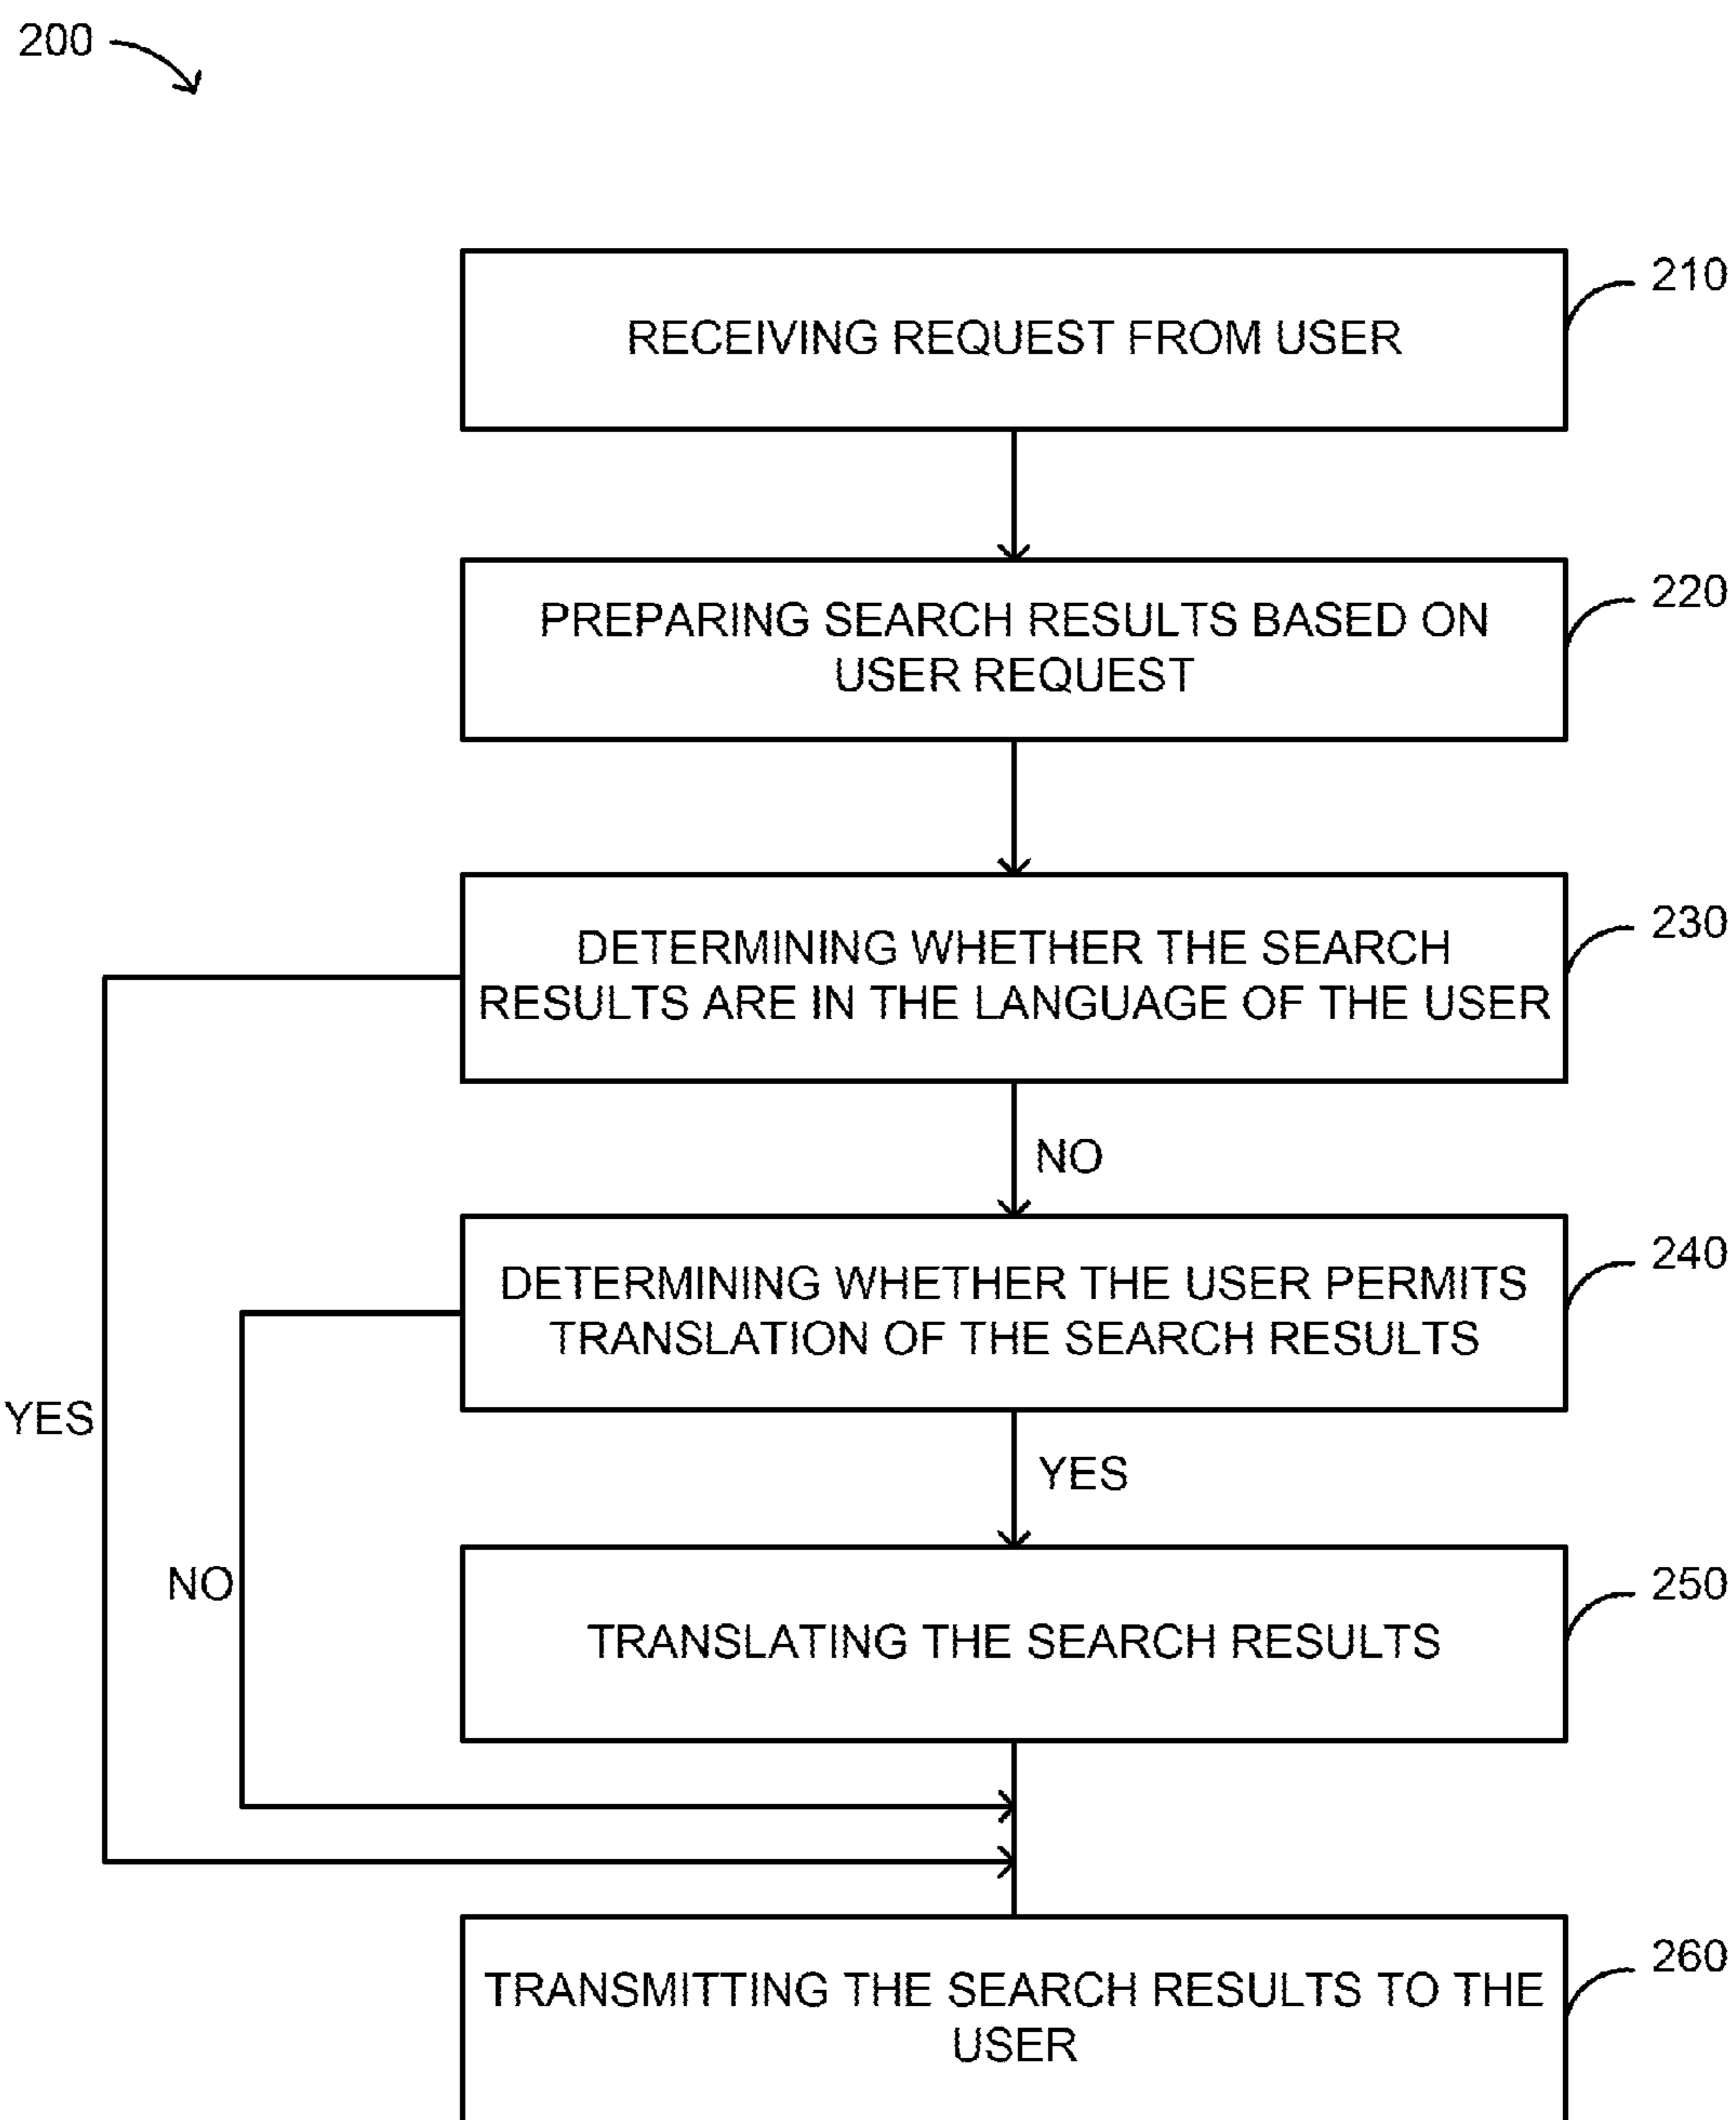 200
210
RECEIVING REQUEST FROM USER
220
PREPARING SEARCH RESULTS BASED ON
USER REQUEST
230
DETERMINING WHETHER THE SEARCH
RESULTS ARE IN THE LANGUAGE OF THE USER
NO
240
DETERMINING WHETHER THE USER PERMITS
TRANSLATION OF THE SEARCH RESULTS
YES
YES
NO
250
TRANSLATING THE SEARCH RESULTS
260
TRANSMITTING THE SEARCH RESULTS TO THE
USER